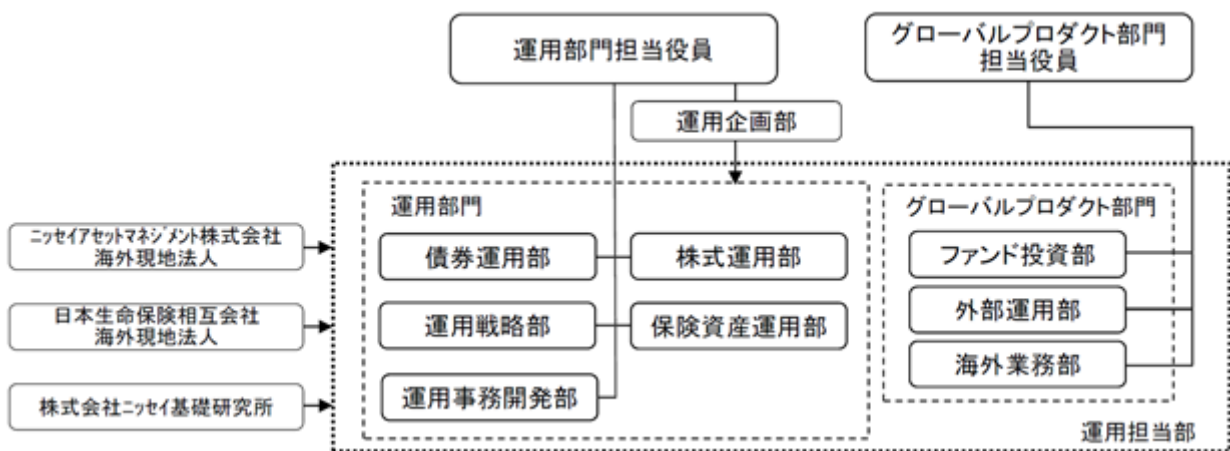 運用部門担当役員
グローバルプロダクト部門
担当役員
運用企画部
運用部門
グローバルプロダクト部門
ニッセイアセットマネジメント株式会社
海外現地法人
債券運用部
株式運用部
ファンド投資部
日本生命保険相互会社
海外現地法人
運用戦略部
保険資産運用部
外部運用部
海外業務部
株式会社ニッセイ基礎研究所
運用事務開発部
運用担当部